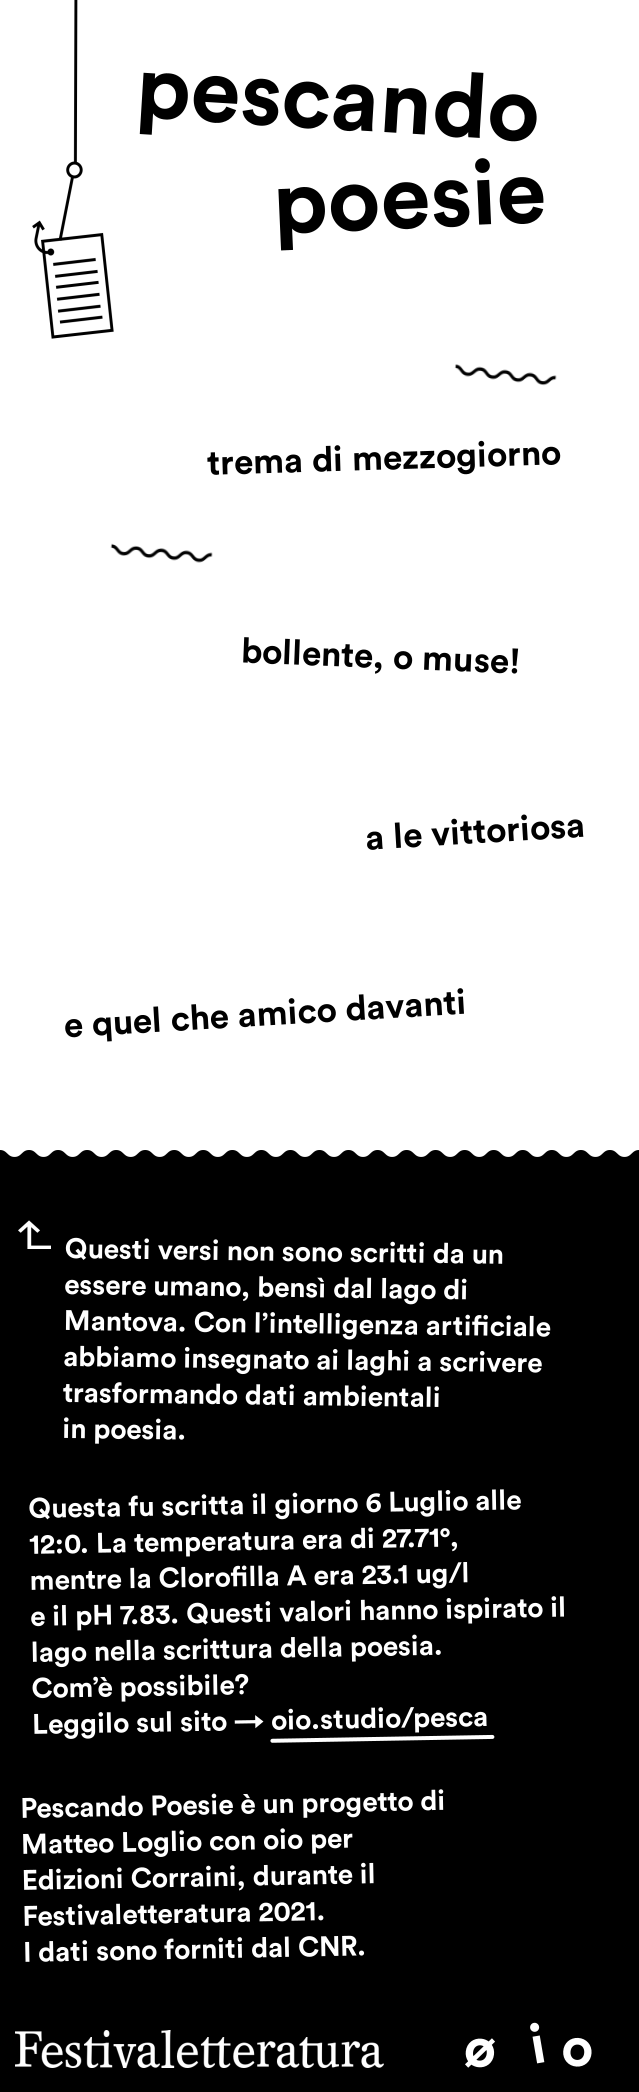 pescando
poesie
trema di mezzogiorno
bollente, o muse!
a le vittoriosa
e quel che amico davanti
Questi versi non sono scritti da un
essere umano, bensì dal lago di
Mantova. Con l’intelligenza artificiale
abbiamo insegnato ai laghi a scrivere
trasformando dati ambientali
in poesia.
Questa fu scritta il giorno 6 Luglio alle
12:0. La temperatura era di 27.71°,
mentre la Clorofilla A era 23.1 ug/l
e il pH 7.83. Questi valori hanno ispirato il
lago nella scrittura della poesia.
Com’è possibile?
Leggilo sul sito → oio.studio/pesca
Pescando Poesie è un progetto di
Matteo Loglio con oio per
Edizioni Corraini, durante il
Festivaletteratura 2021.
I dati sono forniti dal CNR.
Festivaletteratura ø i o